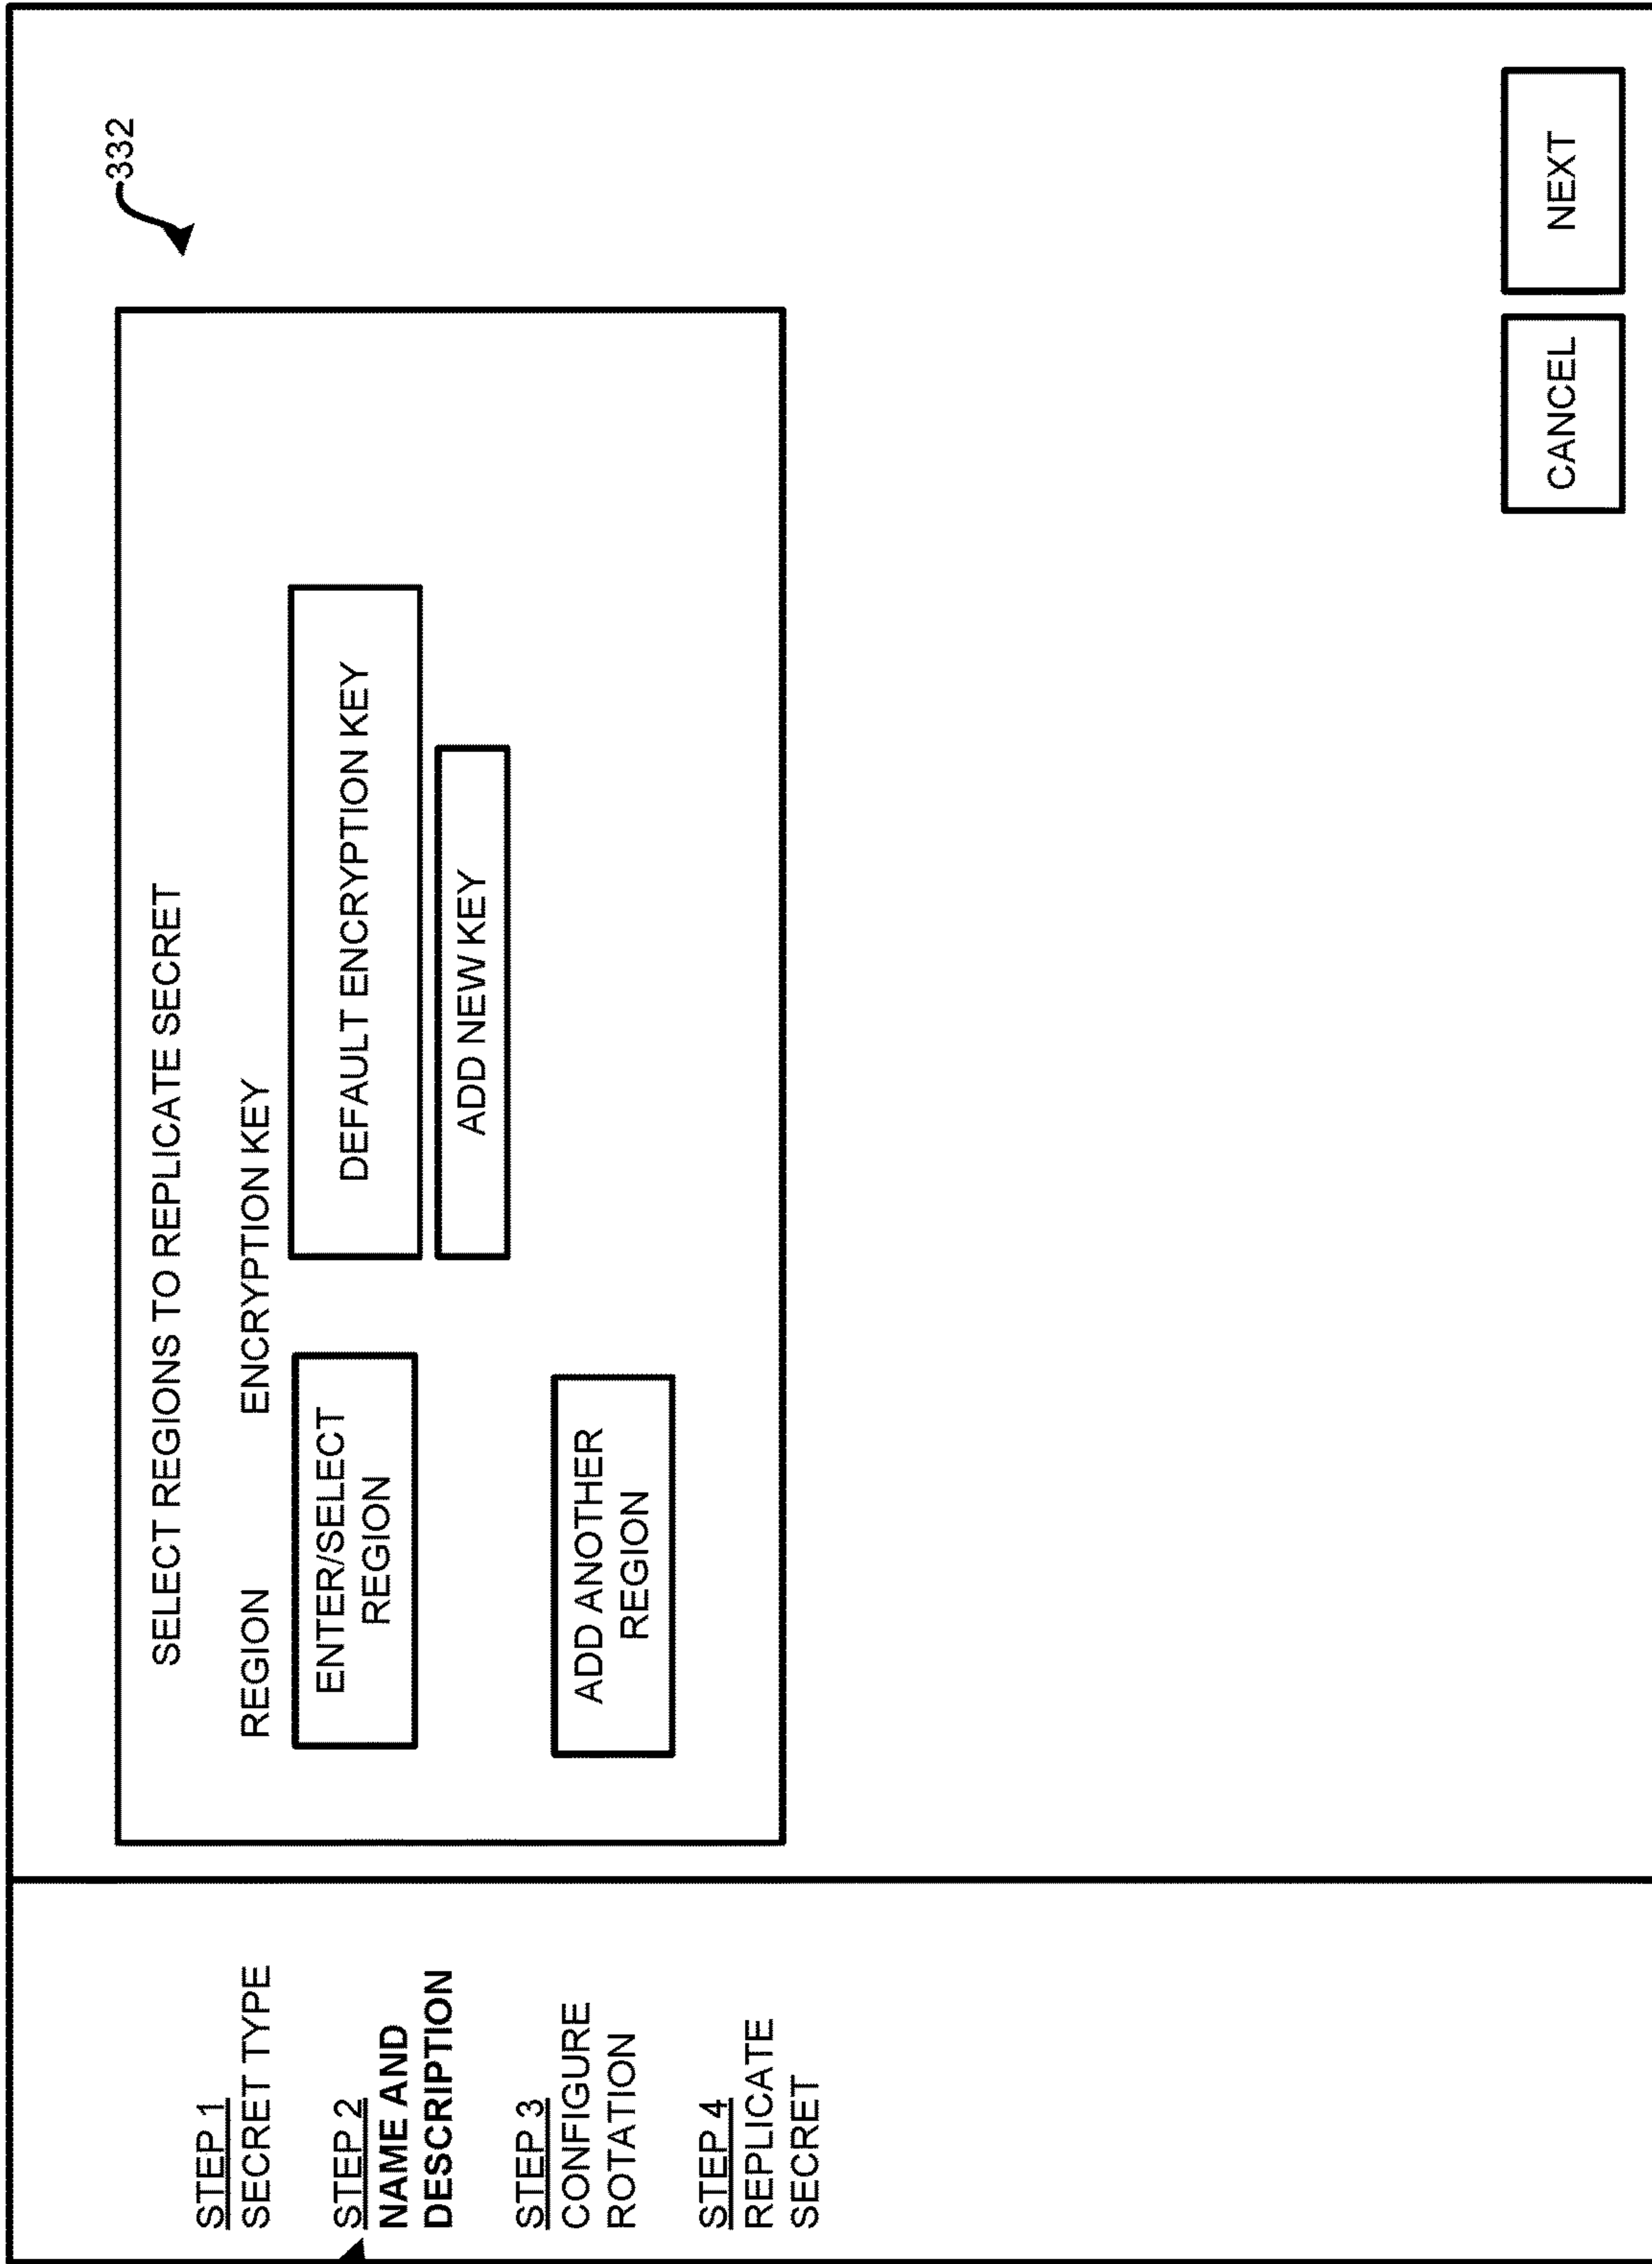 STEP 1
SECRET TYPE
STEP 2
NAME AND
DESCRIPTION
STEP 3
CONFIGURE
ROTATION
STEP 4
REPLICATE
SECRET
332
SELECT REGIONS TO REPLICATE SECRET
REGION
ENCRYPTION KEY
ENTER/SELECT
REGION
DEFAULT ENCRYPTION KEY
ADD NEW KEY
ADD ANOTHER
REGION
CANCEL
NEXT